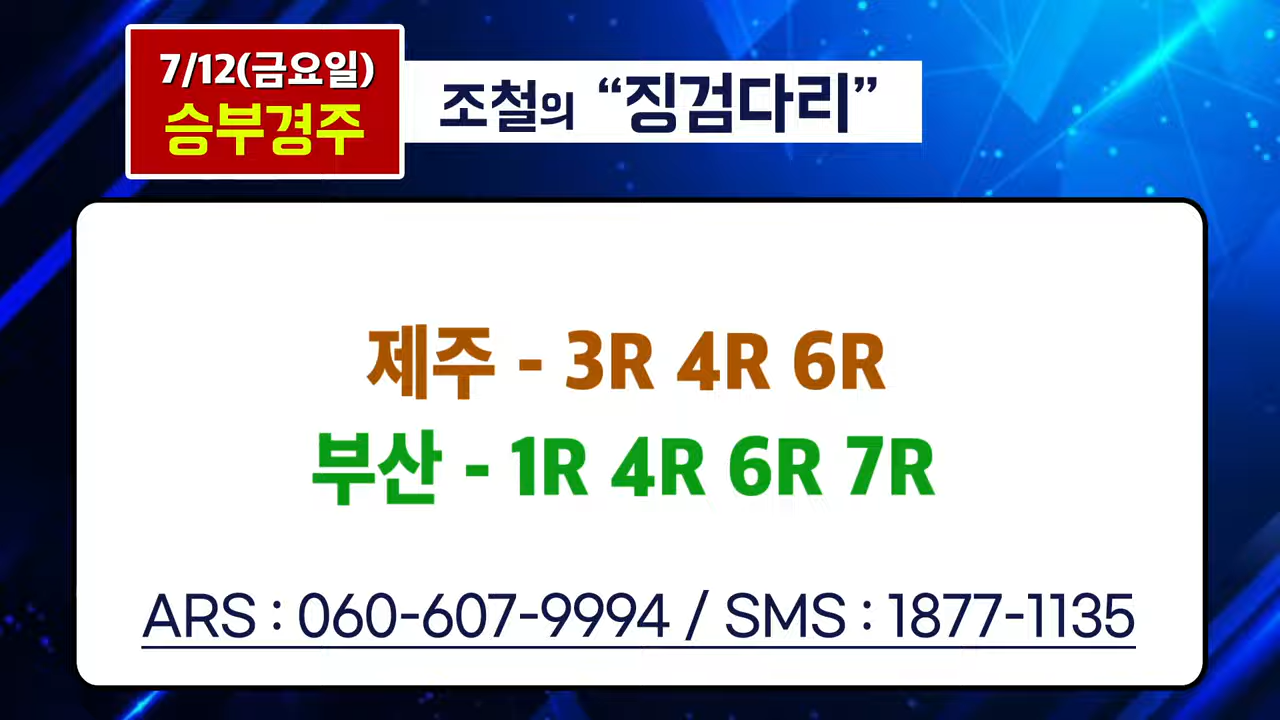 7/12(금요일)
승부경주
조철의 “징검다리”
제주 - 3R 4R 6R
부산 - 1R 4R 6R 7R
ARS : 060-607-9994 / SMS : 1877-1135